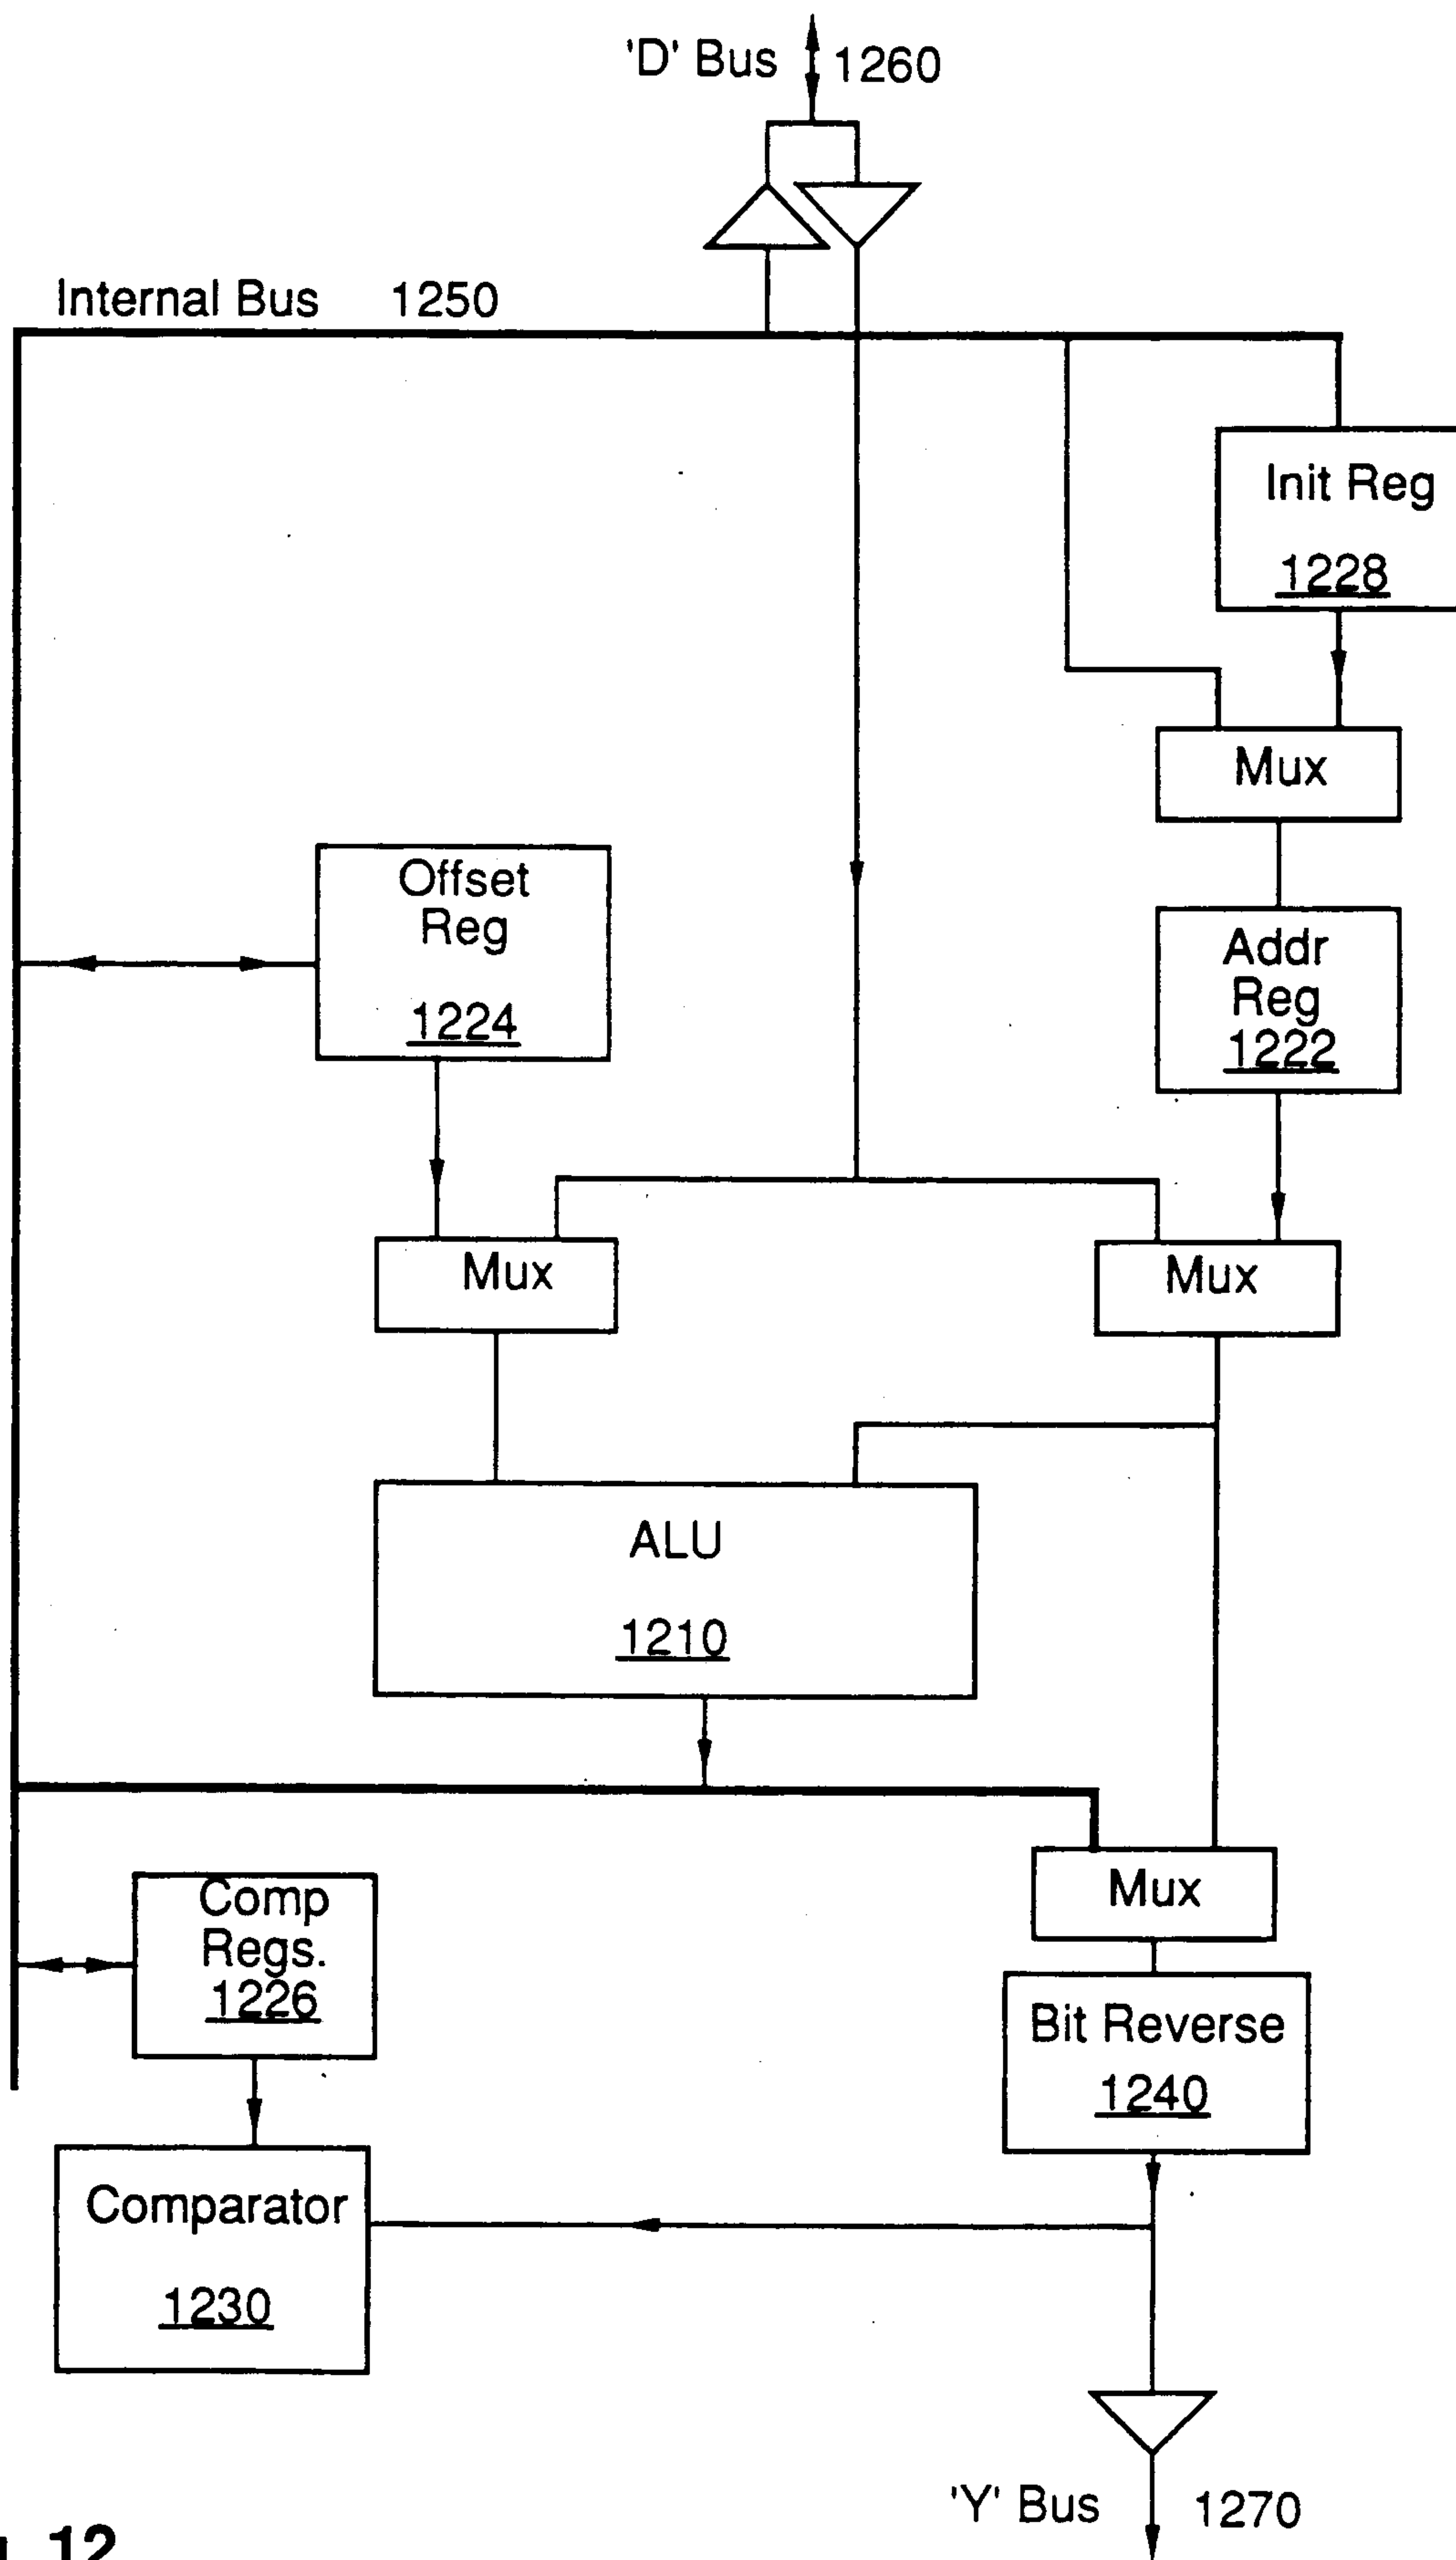 'D' Bus 1260
Internal Bus 1250
Init Reg
1228
Mux
Offset
Reg
1224
Addr
Reg
1222
Mux
Mux
ALU
1210
Comp
Regs.
1226
Mux
Bit Reverse
1240
Comparator
1230
'Y' Bus 1270
12